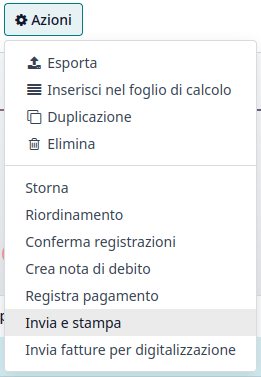 Azioni
Esporta
Inserisci nel foglio di calcolo
Duplicazione
Elimina
Storna
Riordinamento
Conferma registrazioni
Crea nota di debito
Registra pagamento
Invia e stampa
Invia fatture per digitalizzazione